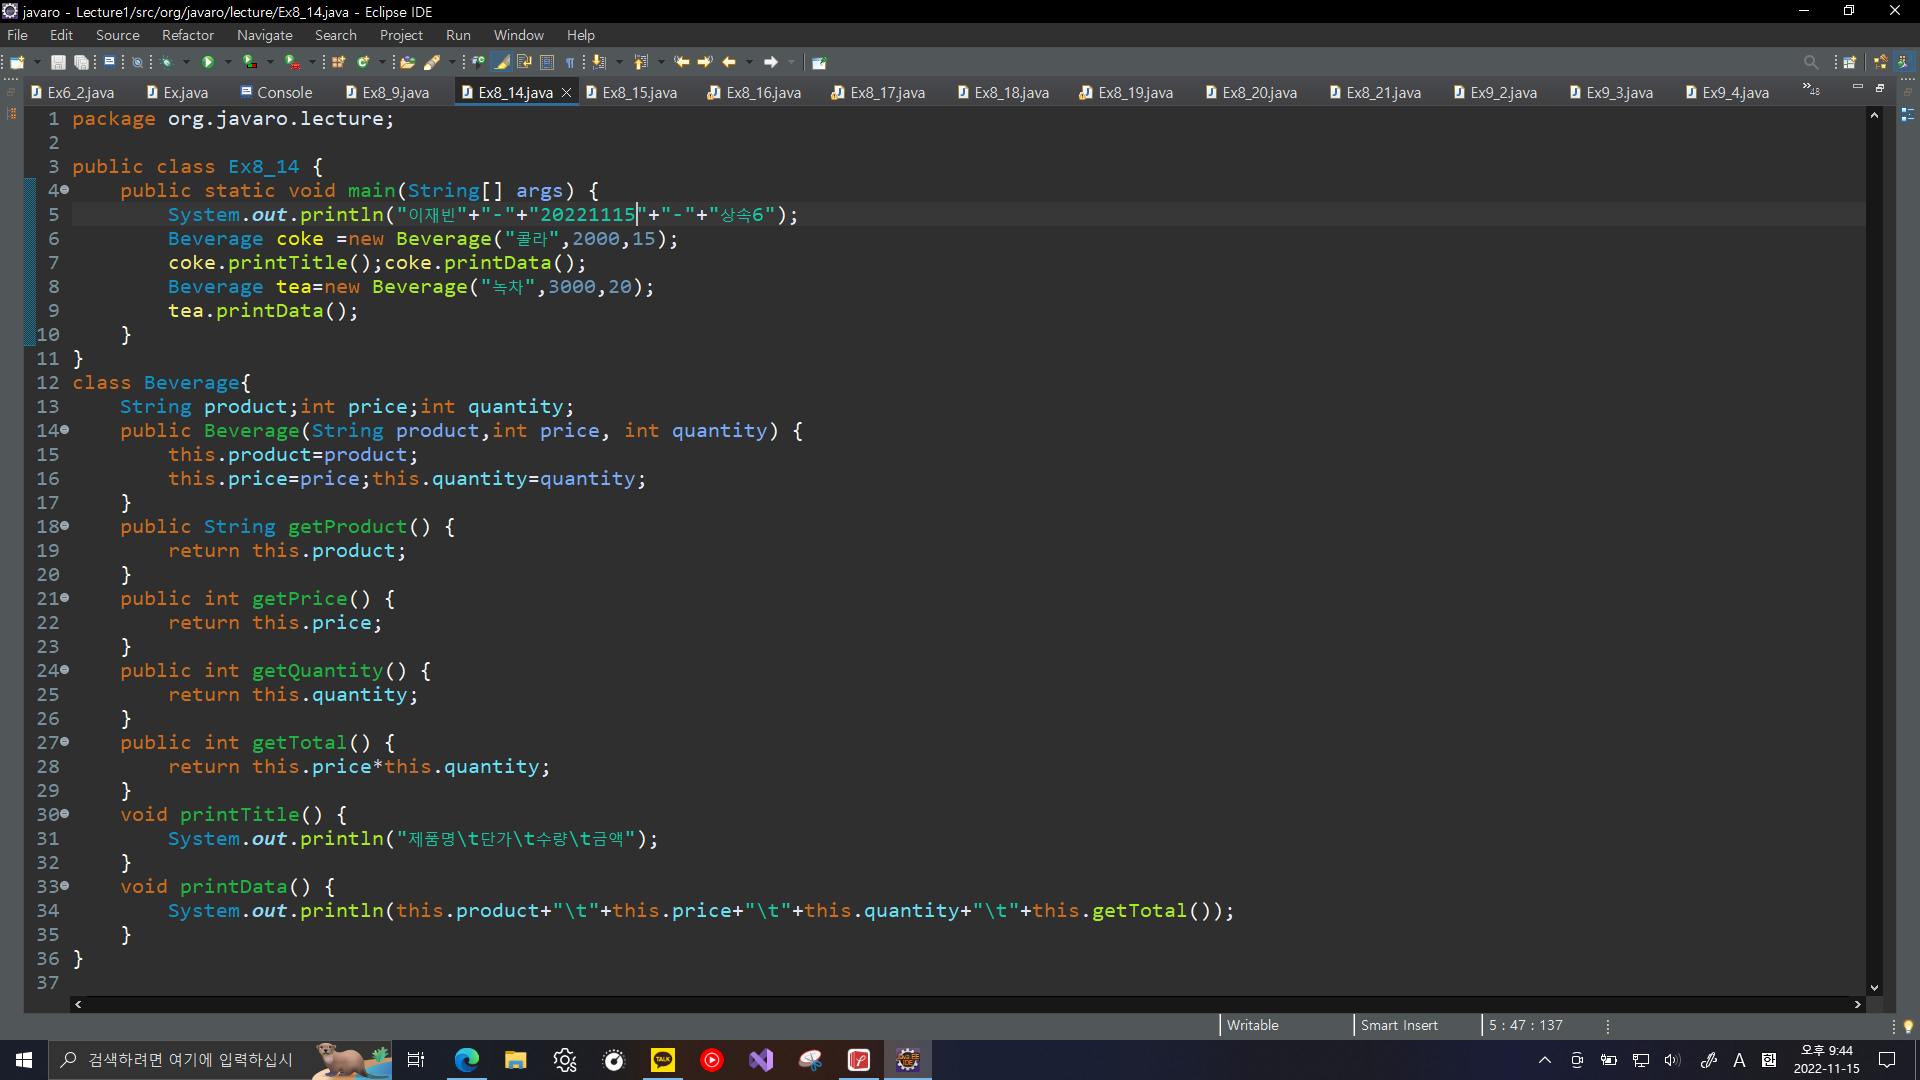 javaro - Lecture1/src/org/javaro/lecture/Ex8_14.java - Eclipse IDE
File Edit Source Refactor Navigate Search Project Run Window Help
Ex6_2.java Ex.java Console Ex8_9.java Ex8_14.java Ex8_15.java Ex8_16.java Ex8_17.java Ex8_18.java Ex8_19.java Ex8_20.java Ex8_21.java Ex9_2.java Ex9_3.java Ex9_4.java »48
1 package org.javaro.lecture;
2
3 public class Ex8_14 {
4     public static void main(String[] args) {
5         System.out.println("이재빈"+"-"+"20221115"+"-"+"상속6");
6         Beverage coke =new Beverage("콜라",2000,15);
7         coke.printTitle();coke.printData();
8         Beverage tea=new Beverage("녹차",3000,20);
9         tea.printData();
10     }
11 }
12 class Beverage{
13     String product;int price;int quantity;
14     public Beverage(String product,int price, int quantity) {
15         this.product=product;
16         this.price=price;this.quantity=quantity;
17     }
18     public String getProduct() {
19         return this.product;
20     }
21     public int getPrice() {
22         return this.price;
23     }
24     public int getQuantity() {
25         return this.quantity;
26     }
27     public int getTotal() {
28         return this.price*this.quantity;
29     }
30     void printTitle() {
31         System.out.println("제품명\t단가\t수량\t금액");
32     }
33     void printData() {
34         System.out.println(this.product+"\t"+this.price+"\t"+this.quantity+"\t"+this.getTotal());
35     }
36 }
37
Writable Smart Insert 5 : 47 : 137
검색하려면 여기에 입력하십시 TALK A 오후 9:44
2022-11-15